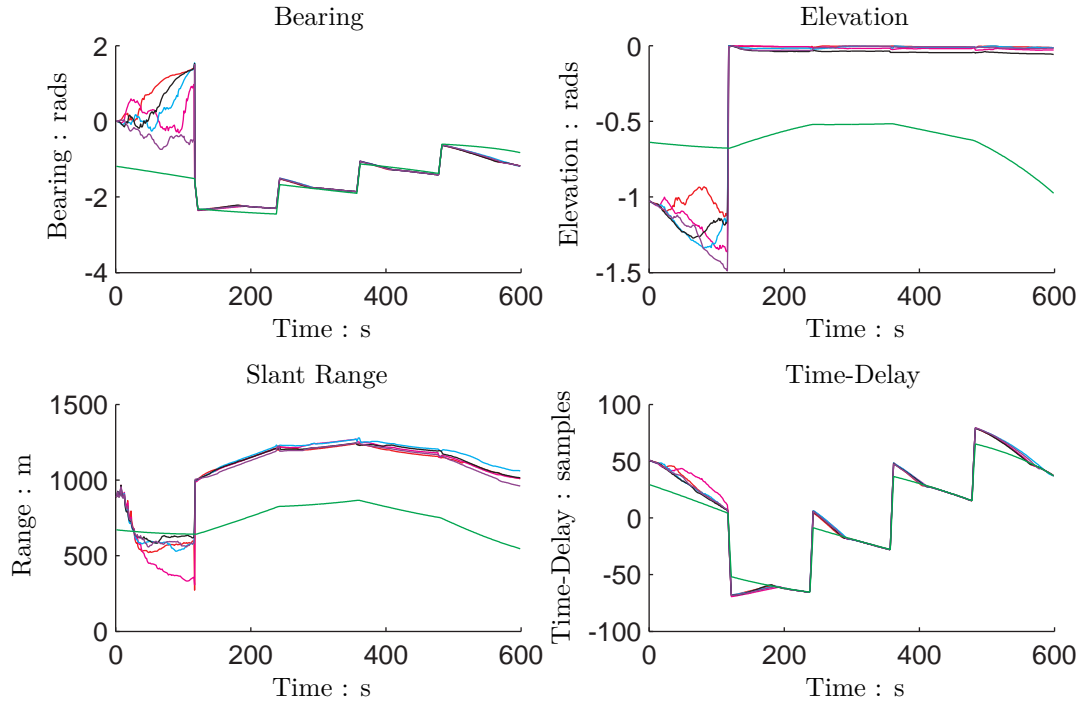 Bearing
Elevation
Bearing : rads
2
0
-2
-4
0
200
400
600
Time : s
Elevation : rads
0
-0.5
-1
-1.5
0
200
400
600
Time : s
Slant Range
Time-Delay
Range : m
1500
1000
500
0
0
200
400
600
Time : s
Time-Delay : samples
100
50
0
-50
-100
0
200
400
600
Time : s